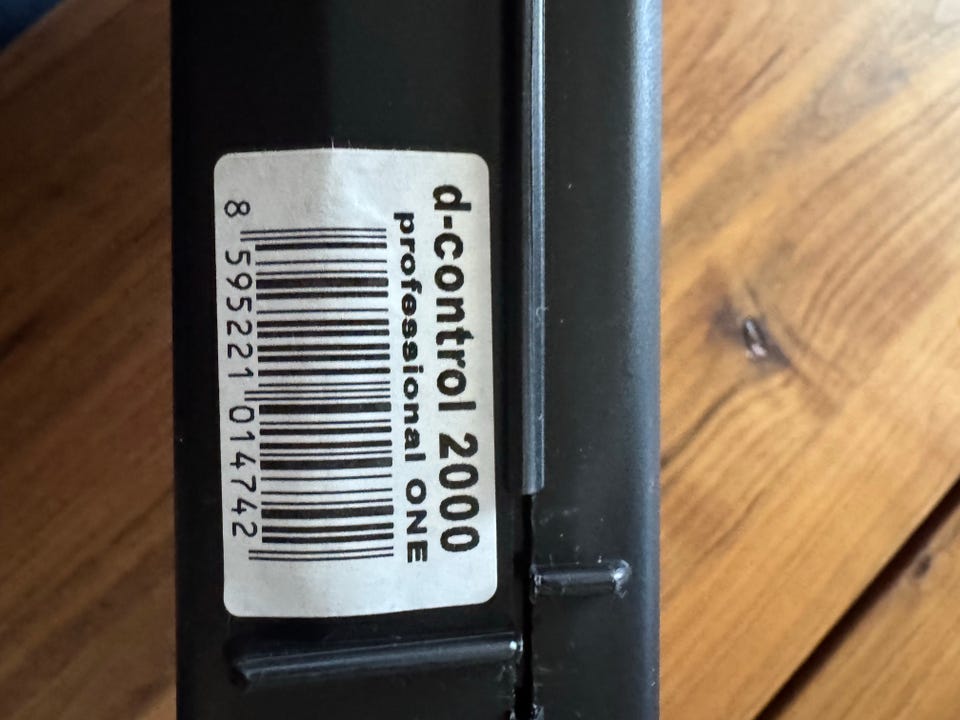 d-control 2000
professional ONE
8 595221 014742